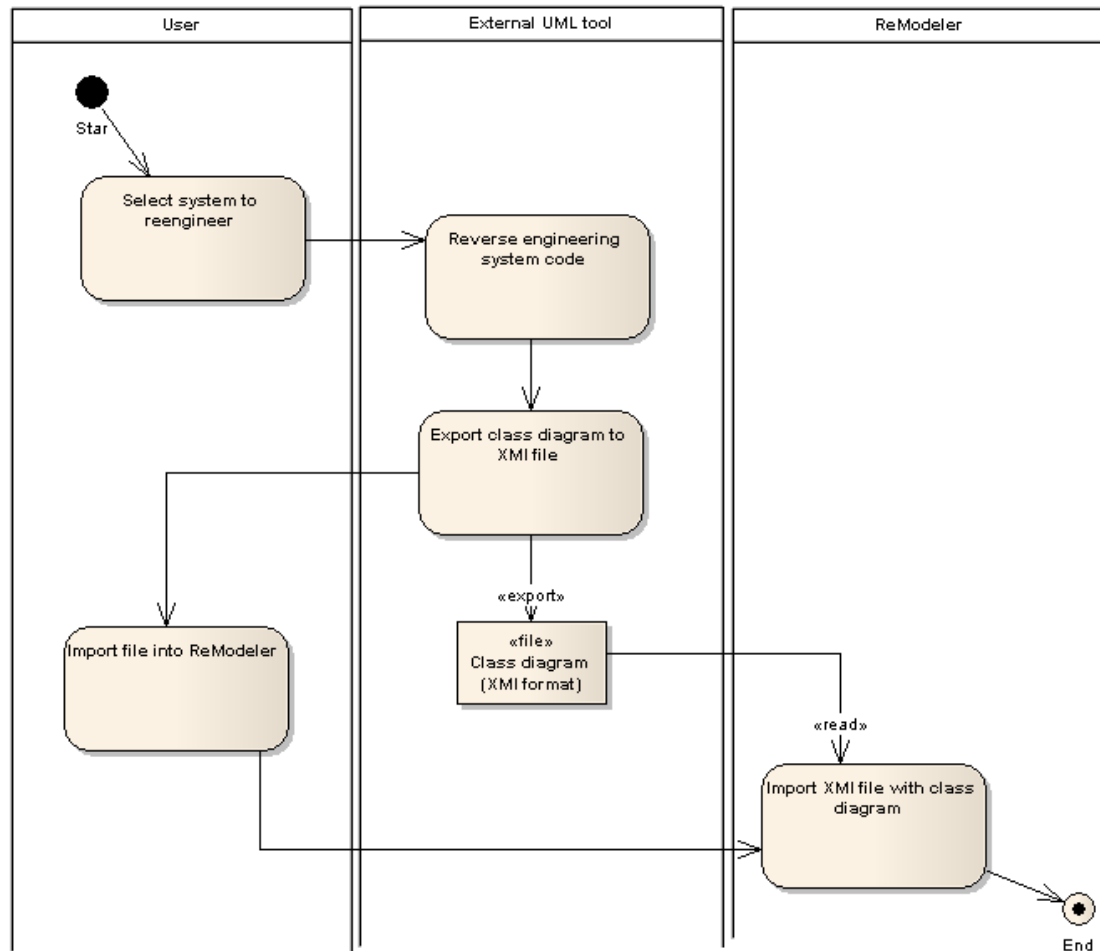 User
External UML tool
ReModeler
Star
Select system to
reengineer
Reverse engineering
system code
Export class diagram to
XMI file
«export»
«file»
Class diagram
(XMI format)
Import file into ReModeler
«read»
Import XMI file with class
diagram
End